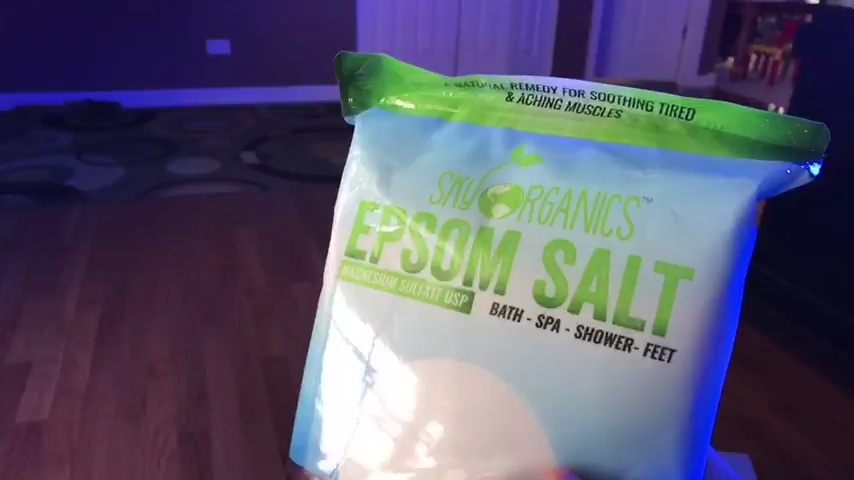 A NATURAL REMEDY FOR SOOTHING TIRED
& ACHING MUSCLES
SKY ORGANICS™
EPSOM SALT
MAGNESIUM SULFATE USP
BATH - SPA - SHOWER- FEET